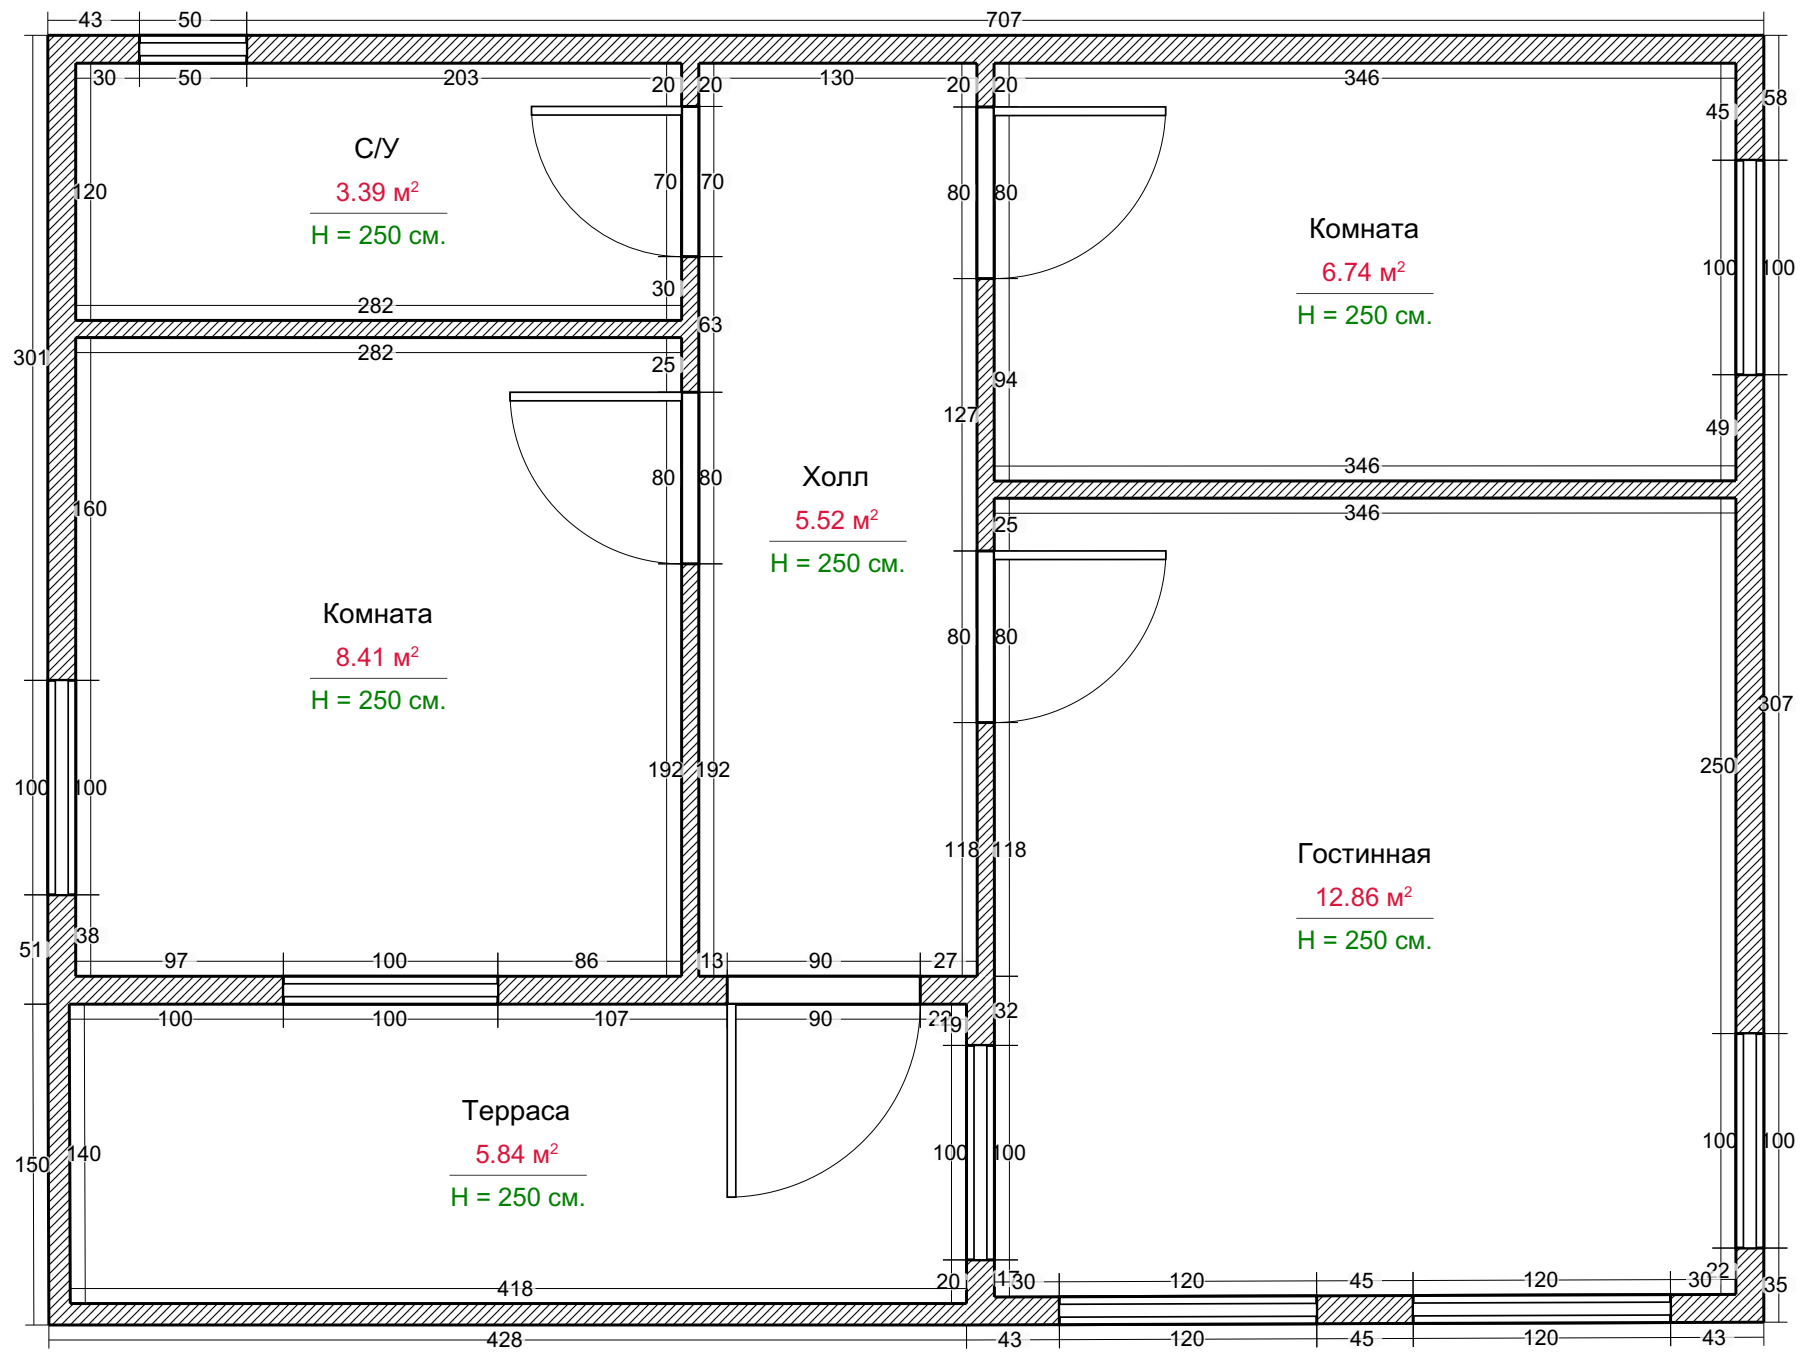 43 50 707
30 50 203 20 20 130 20 20 346
45 58
С/У
3.39 м²
H = 250 см.
120 70 70 80 80
Комната
6.74 м²
H = 250 см.
100 100
30
282
63
282
25
301
94
127
49
346
346
25
160
80 80
Холл
5.52 м²
H = 250 см.
Комната
8.41 м²
H = 250 см.
80 80
307
250
192 192
100 100
118 118
Гостинная
12.86 м²
H = 250 см.
51 38
97 100 86 13 90 27
100 100 107 90 22 19 32
Терраса
5.84 м²
H = 250 см.
150 140
100 100
100 100
418
20 17 30 120 45 120 30 22 35
428 43 120 45 120 43